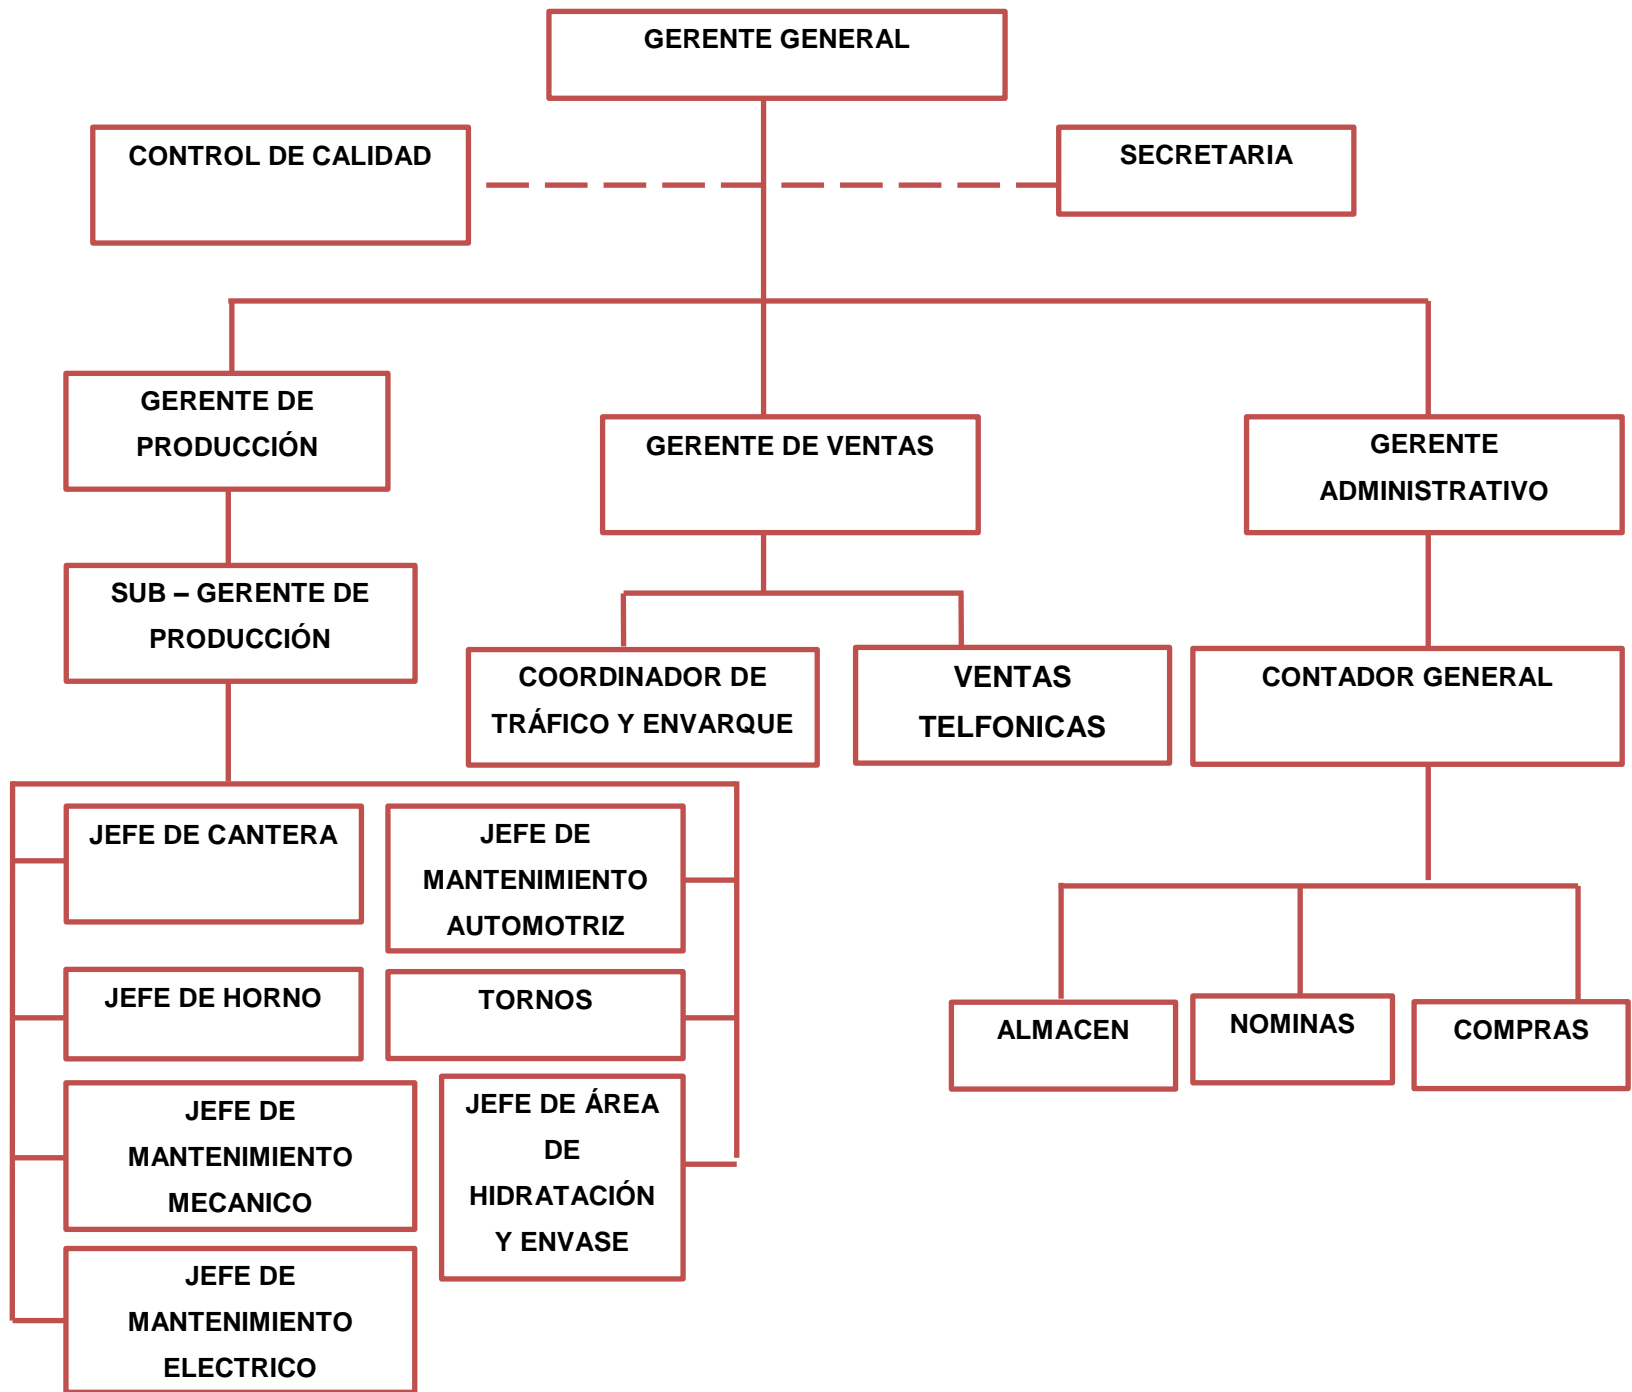 GERENTE GENERAL
CONTROL DE CALIDAD
SECRETARIA
GERENTE DE
PRODUCCIÓN
GERENTE DE VENTAS
GERENTE
ADMINISTRATIVO
SUB – GERENTE DE
PRODUCCIÓN
COORDINADOR DE
TRÁFICO Y ENVARQUE
VENTAS
TELFONICAS
CONTADOR GENERAL
JEFE DE CANTERA
JEFE DE
MANTENIMIENTO
AUTOMOTRIZ
JEFE DE HORNO
TORNOS
ALMACEN
NOMINAS
COMPRAS
JEFE DE
MANTENIMIENTO
MECANICO
JEFE DE ÁREA
DE
HIDRATACIÓN
Y ENVASE
JEFE DE
MANTENIMIENTO
ELECTRICO